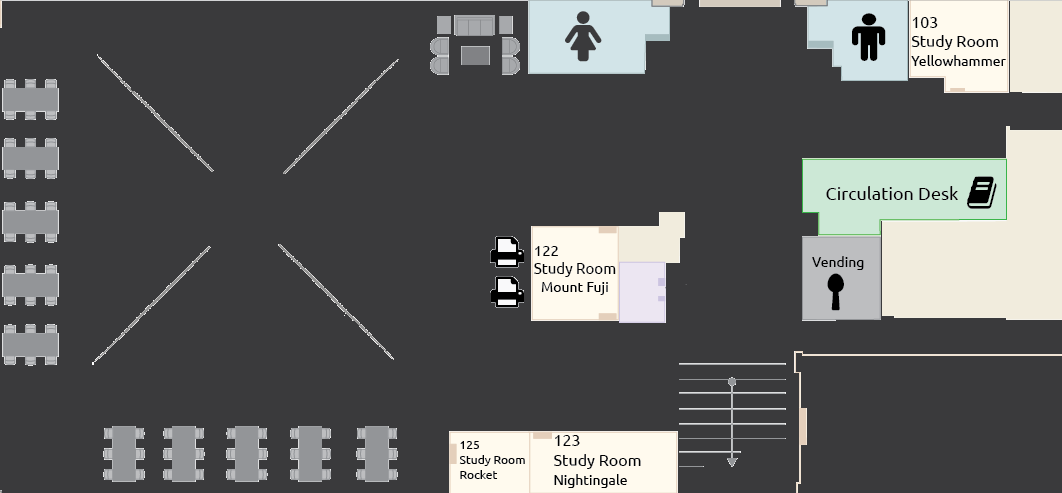 103
Study Room
Yellowhammer
Circulation Desk
122
Study Room
Mount Fuji
Vending
125
Study Room
Rocket
123
Study Room
Nightingale